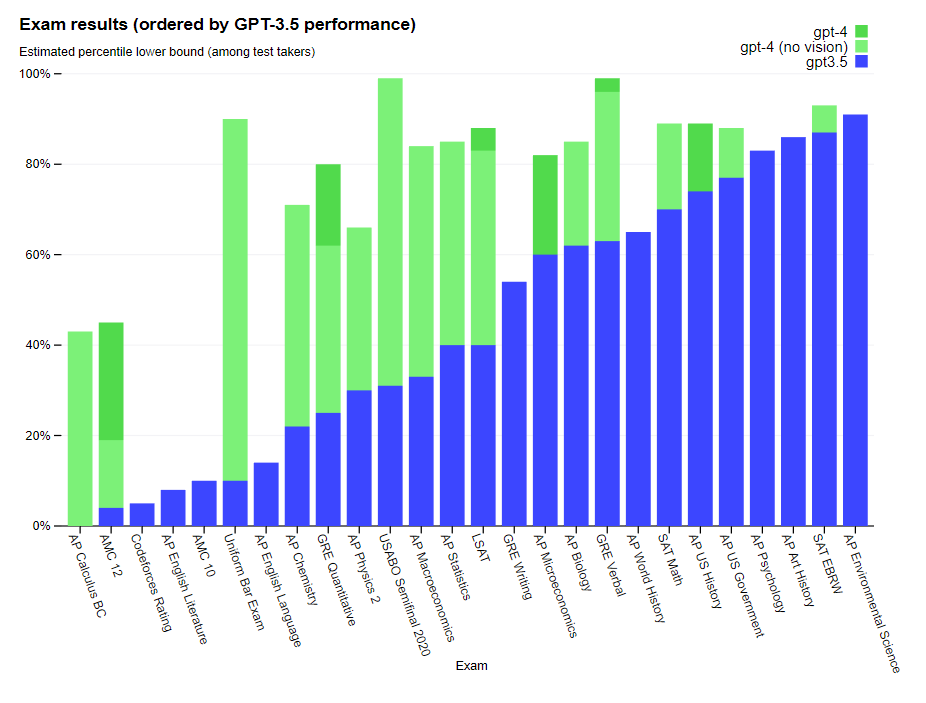 Exam results (ordered by GPT-3.5 performance)
Estimated percentile lower bound (among test takers)
gpt-4
gpt-4 (no vision)
gpt3.5
100%
80%
60%
40%
20%
0%
AP Calculus BC
AMC 12
Codeforces Rating
AP English Literature
AMC 10
Uniform Bar Exam
AP English Language
AP Chemistry
GRE Quantitative
AP Physics 2
USABO Semifinal 2020
AP Macroeconomics
AP Statistics
LSAT
GRE Writing
AP Microeconomics
AP Biology
GRE Verbal
AP World History
SAT Math
AP US History
AP US Government
AP Psychology
AP Art History
SAT EBRW
AP Environmental Science
Exam